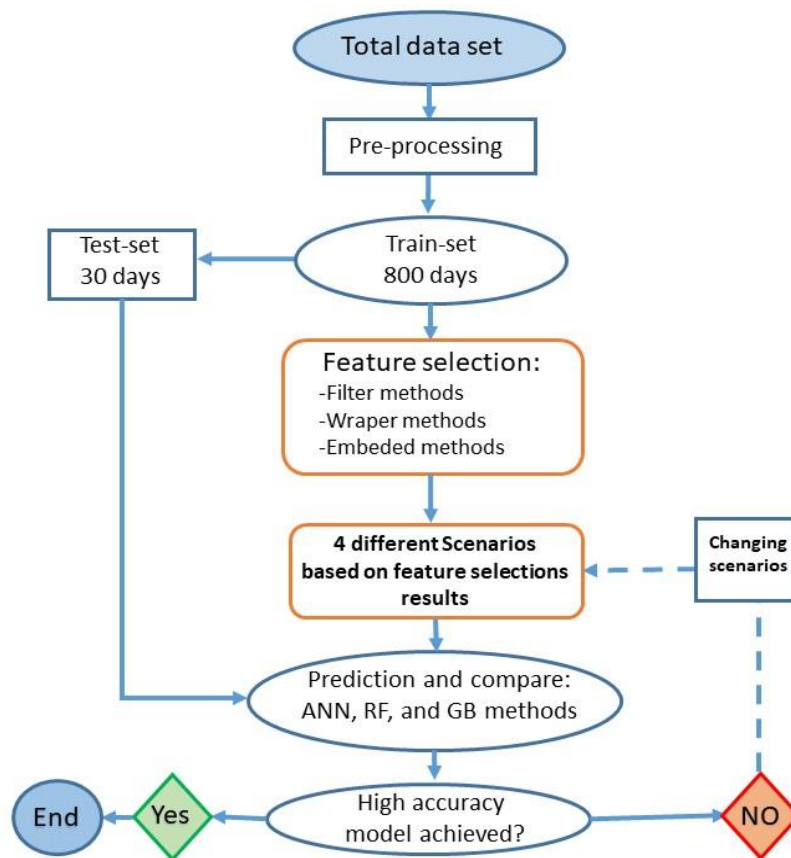 Total data set
Pre-processing
Test-set
30 days
Train-set
800 days
Feature selection:
-Filter methods
-Wraper methods
-Embeded methods
4 different Scenarios
based on feature selections
results
Changing
scenarios
Prediction and compare:
ANN, RF, and GB methods
End
Yes
High accuracy
model achieved?
NO